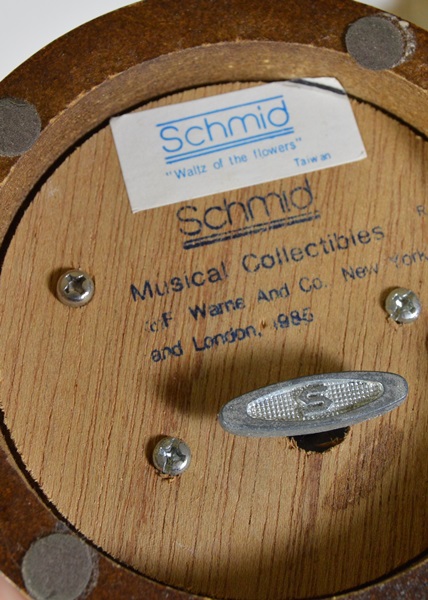 Schmid
"Waltz of the flowers"
Taiwan
Schmid
Musical Collectibles R
F Warne And Co. New York
and London, 1985
S